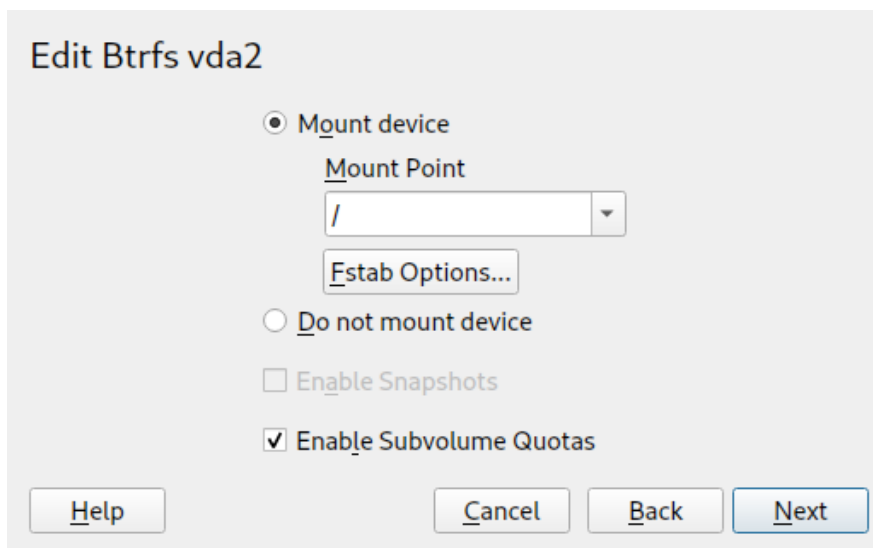 Edit Btrfs vda2
Mount device
Mount Point
/
Fstab Options...
Do not mount device
Enable Snapshots
Enable Subvolume Quotas
Help Cancel Back Next